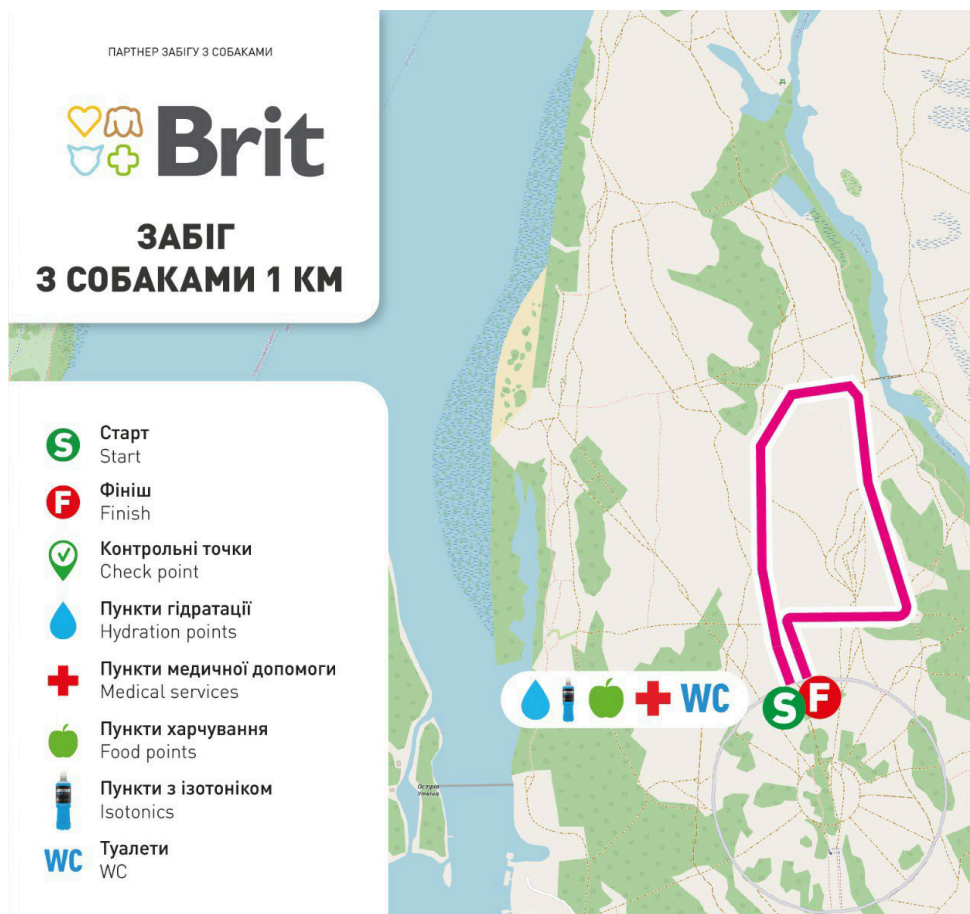 ПАРТНЕР ЗАБІГУ З СОБАКАМИ
Brit
ЗАБІГ
З СОБАКАМИ 1 КМ
S
Старт
Start
F
Фініш
Finish
Контрольні точки
Check point
Пункти гідратації
Hydration points
Пункти медичної допомоги
Medical services
Пункти харчування
Food points
Пункти з ізотоніком
Isotonics
WC
Туалети
WC
WC
S
F
Острів